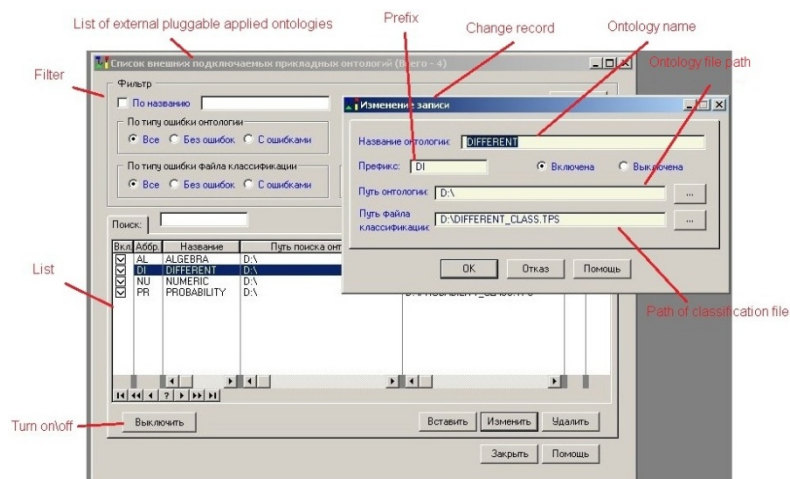 List of external pluggable applied ontologies
Prefix
Change record
Ontology name
Ontology file path
Filter
Список внешних подключаемых прикладных онтологий (Всего - 4)
Фильтр
По названию
По типу ошибки онтологии
Все Без ошибок С ошибками
По типу ошибки файла классификации
Все Без ошибок С ошибками
Изменение записи
Название онтологии: DIFFERENT
Префикс: DI Включена Выключена
Путь онтологии: D:\ ...
Путь файла
классификации: D:\DIFFERENT_CLASS.TPS ...
ОК Отказ Помощь
Поиск:
List
Вкл. Аббр. Название Путь поиска онт
AL ALGEBRA D:\
DI DIFFERENT D:\
NU NUMERIC D:\
PR PROBABILITY D:\ D:\PROBABILITY_CLASS.TPS
Path of classification file
?
Turn on\off
Выключить Вставить Изменить Удалить
Закрыть Помощь